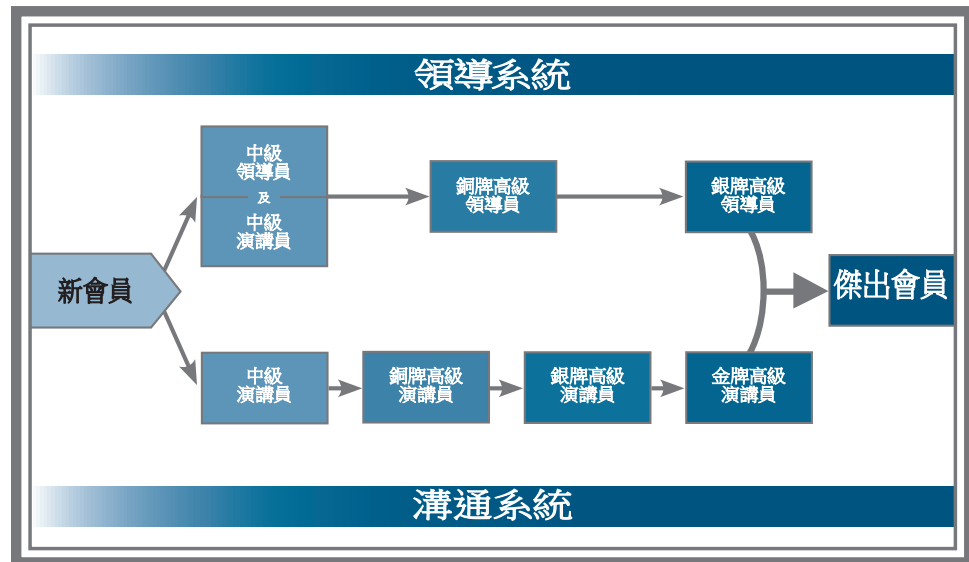 領導系統
中級
領導員
及
中級
演講員
銅牌高級
領導員
銀牌高級
領導員
新會員
傑出會員
中級
演講員
銅牌高級
演講員
銀牌高級
演講員
金牌高級
演講員
溝通系統